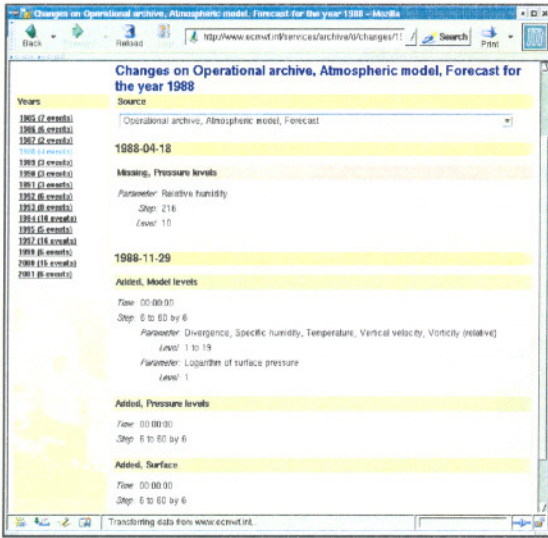 Changes on Operational archive, Atmospheric model, Forecast for the year 1988 - Mozilla
Back
Reload
http://www.ecmwf.int/services/archive/d/changes/1
Search
Print
Changes on Operational archive, Atmospheric model, Forecast for
the year 1988
Years
Source
Operational archive, Atmospheric model, Forecast
1985 (7 events)
1986 (6 events)
1987 (2 events)
1989 (3 events)
1990 (3 events)
1991 (3 events)
1992 (6 events)
1993 (8 events)
1994 (10 events)
1995 (5 events)
1997 (16 events)
1999 (6 events)
2000 (15 events)
2001 (6 events)
1988-04-18
Missing, Pressure levels
Parameter: Relative humidity
Step: 216
Level: 10
1988-11-29
Added, Model levels
Time: 00:00:00
Step: 6 to 60 by 6
Parameter: Divergence, Specific humidity, Temperature, Vertical velocity, Vorticity (relative)
Level: 1 to 19
Parameter: Logarithm of surface pressure
Level: 1
Added, Pressure levels
Time: 00:00:00
Step: 6 to 60 by 6
Added, Surface
Time: 00:00:00
Step: 6 to 60 by 6
Transferring data from www.ecmwf.int...